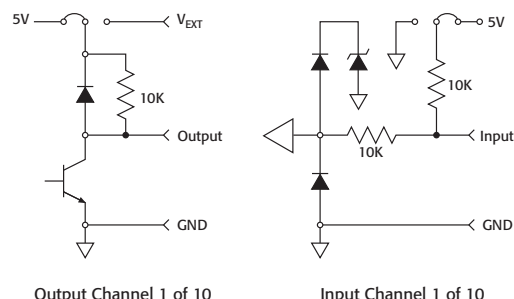 5V
V_EXT
10K
Output
GND
Output Channel 1 of 10
5V
10K
Input
10K
GND
Input Channel 1 of 10